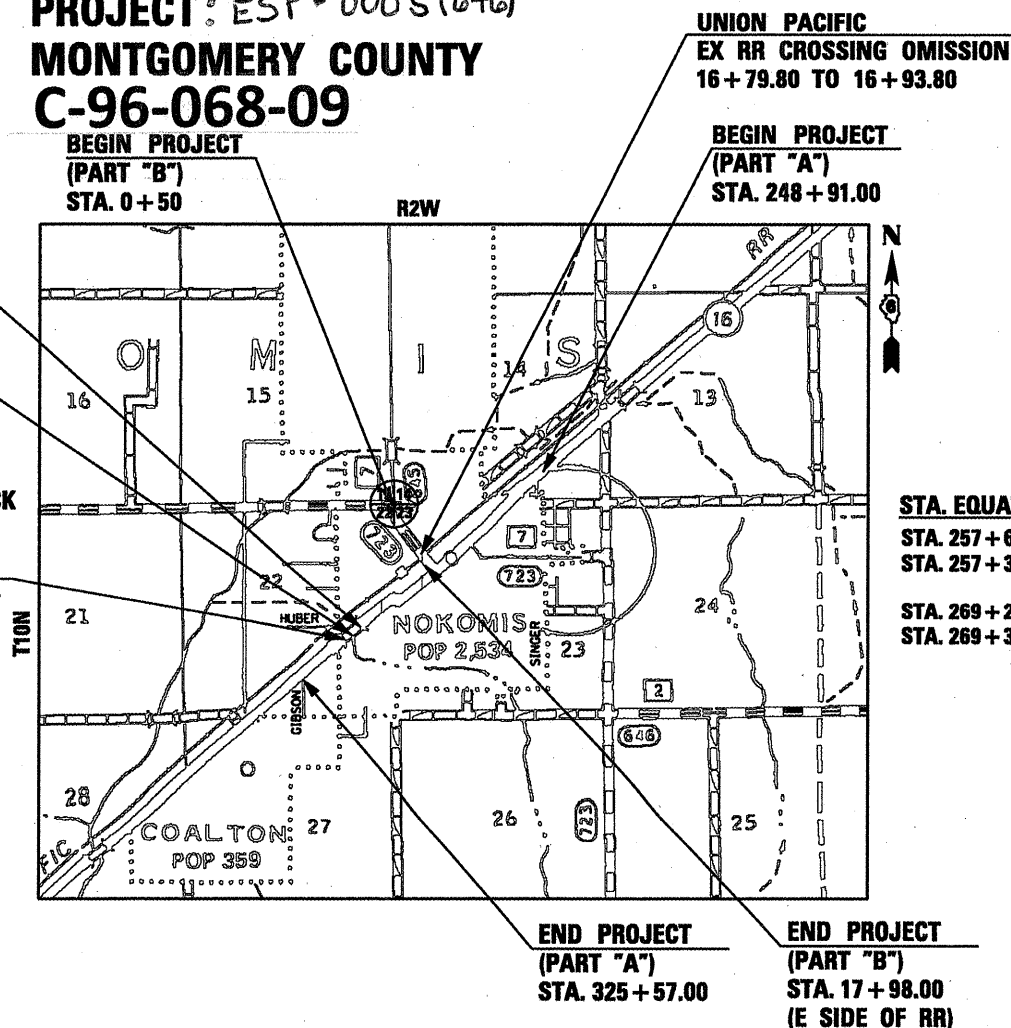 PROJECT: ESP-000S(646)
MONTGOMERY COUNTY
C-96-068-09
UNION PACIFIC
EX RR CROSSING OMISSION
16+79.80 TO 16+93.80
BEGIN PROJECT
(PART "B")
STA. 0+50
BEGIN PROJECT
(PART "A")
STA. 248+91.00
R2W
N
6
RR
16
O M I S
16
15
14
13
7
CK
22 23
723
7
723
STA. EQUA
STA. 257+6
STA. 257+3
STA. 269+2
STA. 269+3
T10N
21
22
HUBER
NOKOMIS
POP 2,534
SINGER
23
24
GIBSON
2
646
28
O
COALTON
POP 359
27
26
723
25
FIC
END PROJECT
(PART "A")
STA. 325+57.00
END PROJECT
(PART "B")
STA. 17+98.00
(E SIDE OF RR)